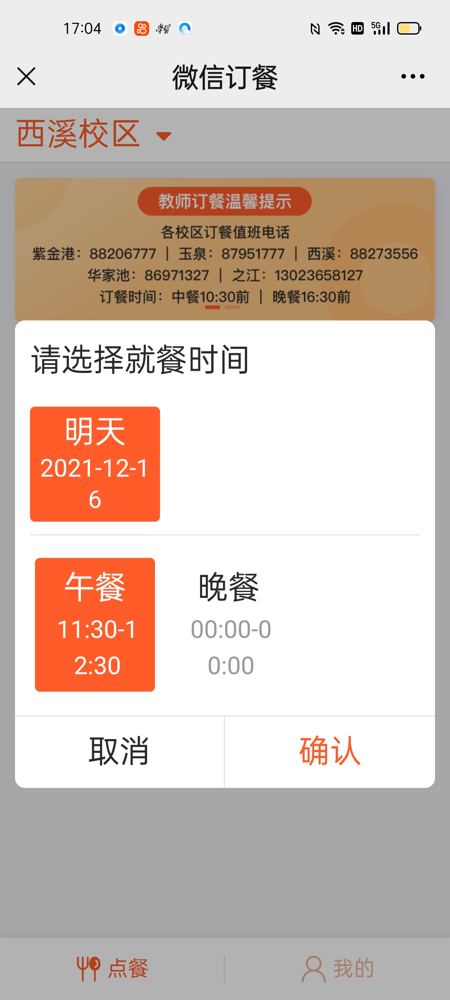 17:04 學習 HD 5G
微信订餐
西溪校区
教师订餐温馨提示
各校区订餐值班电话
紫金港：88206777 | 玉泉：87951777 | 西溪：88273556
华家池：86971327 | 之江：13023658127
订餐时间：中餐10:30前 | 晚餐16:30前
请选择就餐时间
明天
2021-12-1
6
午餐
11:30-1
2:30
晚餐
00:00-0
0:00
取消
确认
点餐
我的